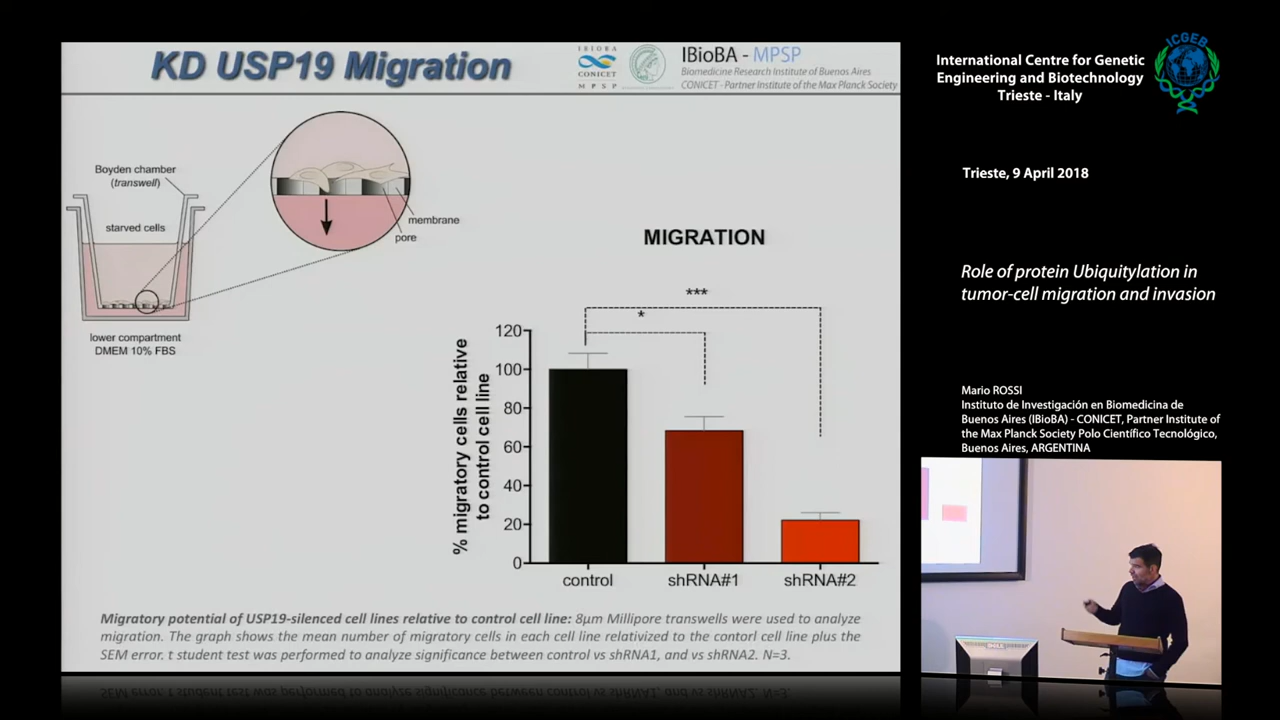 KD USP19 Migration
IBIOBA
CONICET
MPSP
IBioBA - MPSP
Biomedicine Research Institute of Buenos Aires
CONICET - Partner Institute of the Max Planck Society
Boyden chamber
(transwell)
starved cells
membrane
pore
lower compartment
DMEM 10% FBS
MIGRATION
***
*
% migratory cells relative
to control cell line
120
100
80
60
40
20
0
control
shRNA#1
shRNA#2
Migratory potential of USP19-silenced cell lines relative to control cell line: 8µm Millipore transwells were used to analyze
migration. The graph shows the mean number of migratory cells in each cell line relativized to the contorl cell line plus the
SEM error. t student test was performed to analyze significance between control vs shRNA1, and vs shRNA2. N=3.
International Centre for Genetic
Engineering and Biotechnology
Trieste - Italy
ICGEB
Trieste, 9 April 2018
Role of protein Ubiquitylation in
tumor-cell migration and invasion
Mario ROSSI
Instituto de Investigación en Biomedicina de
Buenos Aires (IBioBA) - CONICET, Partner Institute of
the Max Planck Society Polo Científico Tecnológico,
Buenos Aires, ARGENTINA